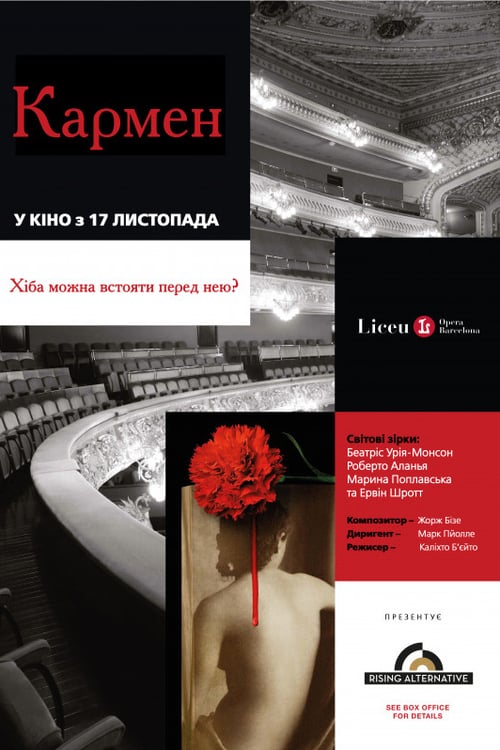 Кармен
У КІНО з 17 ЛИСТОПАДА
Хіба можна встояти перед нею?
Liceu
Opera
Barcelona
Світові зірки:
Беатріс Урія-Монсон
Роберто Аланья
Марина Поплавська
та Ервін Шротт
Композитор – Жорж Бізе
Диригент – Марк Пйолле
Режисер – Каліхто Б'єйто
ПРЕЗЕНТУЄ
RISING ALTERNATIVE
SEE BOX OFFICE
FOR DETAILS